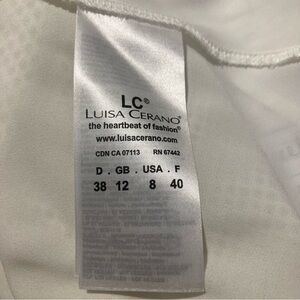 LC®
LUISA CERANO®
the heartbeat of fashion®
www.luisacerano.com
CDN CA 07113 RN 67442
D . GB . USA . F
38 12 8 40